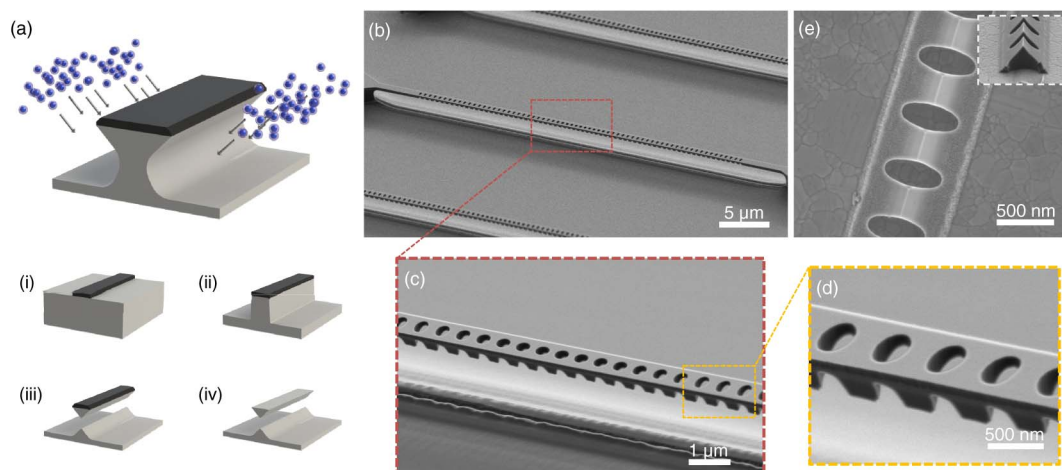 (a)
(b)
5 μm
(e)
500 nm
(i)
(ii)
(iii)
(iv)
(c)
1 μm
(d)
500 nm